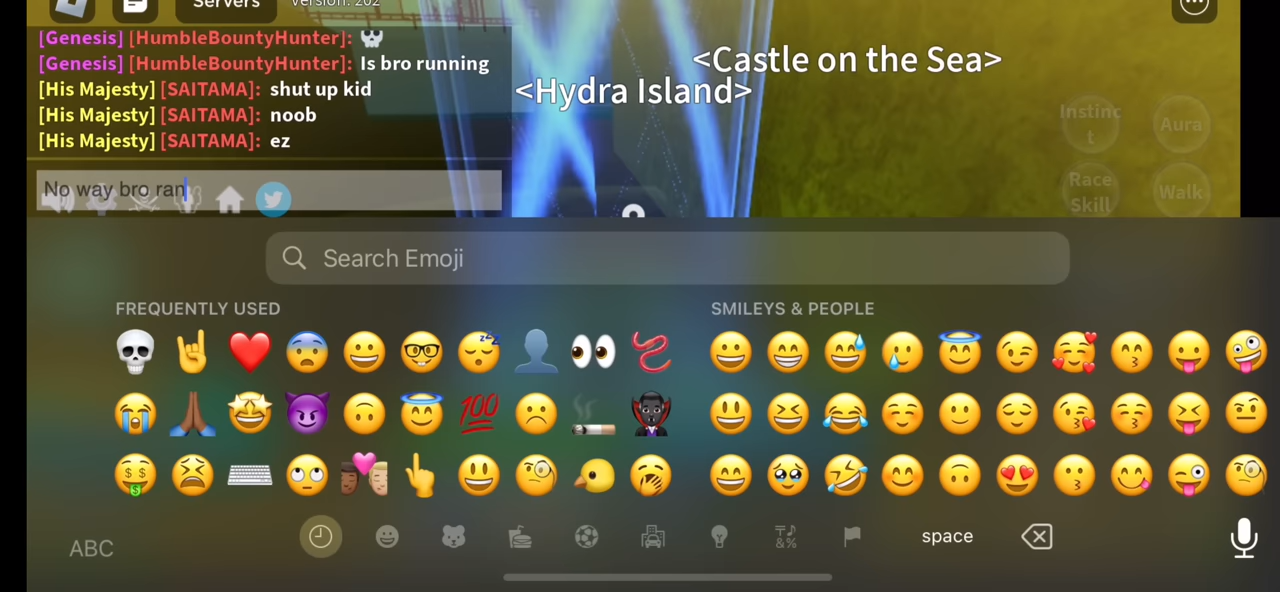 Servers
Version: 202
[Genesis] [HumbleBountyHunter]: 💀
[Genesis] [HumbleBountyHunter]: Is bro running
[His Majesty] [SAITAMA]: shut up kid
[His Majesty] [SAITAMA]: noob
[His Majesty] [SAITAMA]: ez
<Castle on the Sea>
<Hydra Island>
Instinc
t
Aura
Race
Skill
Walk
No way bro ran
Search Emoji
FREQUENTLY USED
SMILEYS & PEOPLE
ABC
space